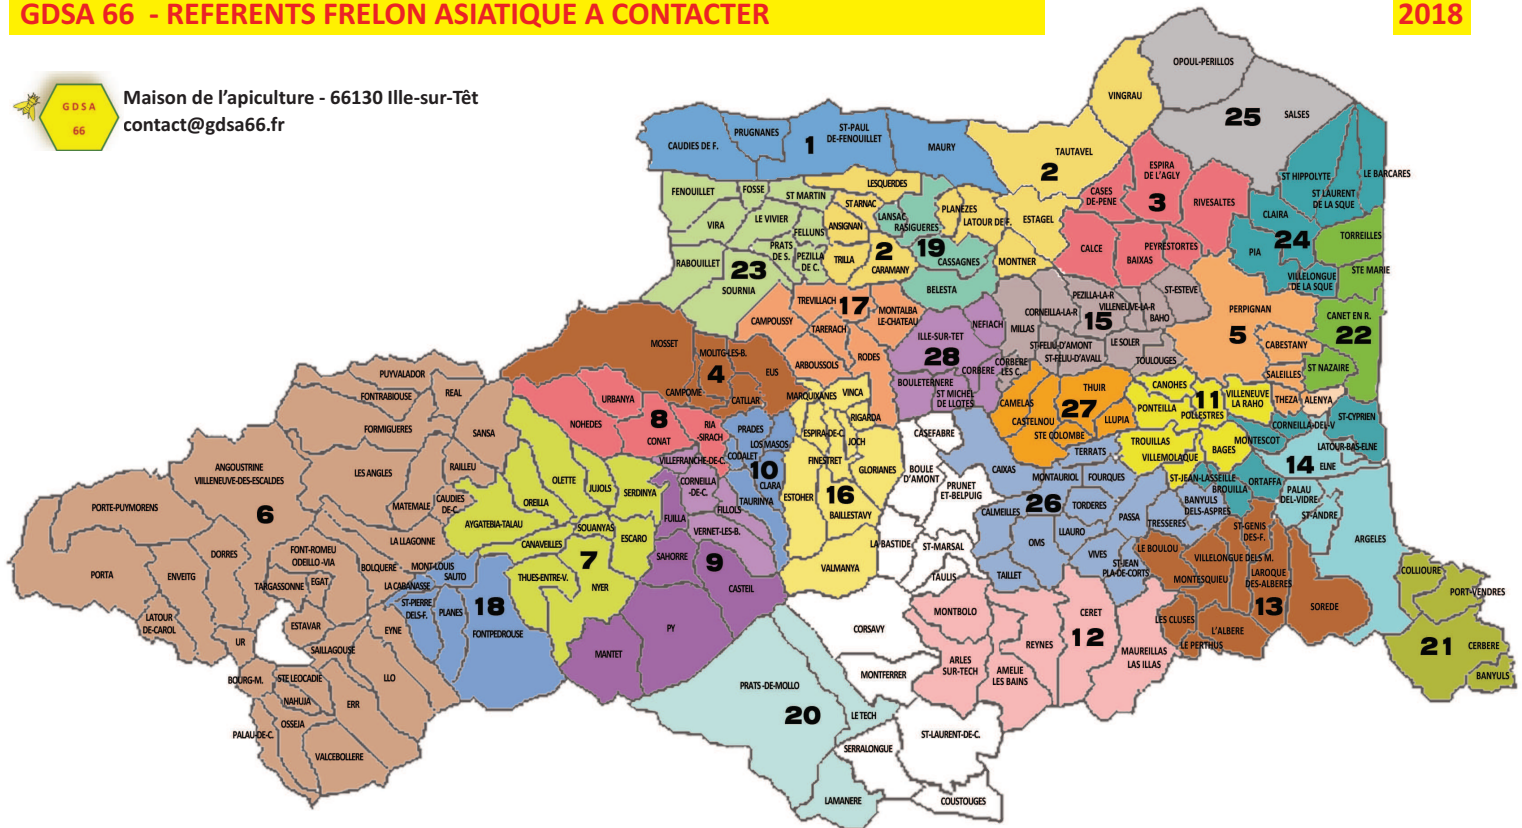 GDSA 66 - REFERENTS FRELON ASIATIQUE A CONTACTER
2018
GDSA
66
Maison de l'apiculture - 66130 Ille-sur-Têt
contact@gdsa66.fr
OPOUL-PERILLOS
VINGRAU
25
SALSES
CAUDIES DE F.
PRUGNANES
1
ST-PAUL
DE-FENOUILLET
MAURY
TAUTAVEL
2
ESPIRA
DE L'AGLY
CASES
DE-PENE
3
RIVESALTES
CALCE
BAIXAS
PEYRESTORTES
ST HIPPOLYTE
LE BARCARES
ST LAURENT
DE LA SQUE
CLAIRA
24
PIA
VILLELONGUE
DE LA SQUE
TORREILLES
STE MARIE
CANET EN R.
22
ST NAZAIRE
FENOUILLET
FOSSE
ST MARTIN
VIRA
LE VIVIER
FELLUNS
PRATS
DE S.
PEZILLA
DE C.
RABOUILLET
23
SOURNIA
LESQUERDES
ST ARNAC
ANSIGNAN
TRILLA
2
CARAMANY
LANSAC
RASIGUERES
19
CASSAGNES
BELESTA
PLANEZES
LATOUR DE F.
ESTAGEL
MONTNER
TREVILLACH
17
MONTALBA
LE-CHATEAU
CAMPOUSSY
TARERACH
ARBOUSSOLS
RODES
PEZILLA-LA-R
VILLENEUVE-LA-R
ST-ESTEVE
CORNEILLA-LA-R
15
BAHO
MILLAS
ST-FELIU-D'AMONT
LE SOLER
ST-FELIU-D'AVALL
TOULOUGES
CORBERE
LES C.
PERPIGNAN
5
CABESTANY
SALEILLES
THEZA
ALENYA
ILLE-SUR-TET
NEFIACH
28
CORBERE
BOULETERNERE
ST MICHEL
DE LLOTES
MOSSET
MOLITG-LES-B.
4
EUS
CAMPOME
CATLLAR
URBANYA
NOHEDES
8
CONAT
RIA
-SIRACH
VILLEFRANCHE-DE-C.
MARQUIXANES
VINCA
RIGARDA
ESPIRA-DE-C
JOCH
FINESTRET
GLORIANES
ESTOHER
16
BAILLESTAVY
VALMANYA
PRADES
LOS MASOS
CODALET
10
CLARA
TAURINYA
CORNEILLA
-DE-C.
FILLOLS
VERNET-LES-B.
FUILLA
SAHORRE
9
CASTEIL
PY
MANTET
PUYVALADOR
REAL
FONTRABIOUSE
FORMIGUERES
SANSA
RAILLEU
LES ANGLES
MATEMALE
CAUDIES
DE-C.
LA LLAGONNE
ANGOUSTRINE
VILLENEUVE-DES-ESCALDES
6
PORTE-PUYMORENS
PORTA
DORRES
ENVEITG
FONT-ROMEU
ODEILLO-VIA
TARGASSONNE
EGAT
BOLQUERE
MONT-LOUIS
LATOUR
DE-CAROL
UR
ESTAVAR
SAILLAGOUSE
EYNE
LLO
BOURG-M.
STE LEOCADIE
NAHUJA
ERR
OSSEJA
PALAU-DE-C.
VALCEBOLLERE
OLETTE
JUJOLS
SERDINYA
OREILLA
AYGATEBIA-TALAU
SOUANYAS
ESCARO
CANAVEILLES
7
THUES-ENTRE-V.
NYER
SAUTO
LA CABANASSE
ST-PIERRE
DELS-F.
PLANES
18
FONTPEDROUSE
CAMELAS
THUIR
27
CASTELNOU
LLUPIA
STE COLOMBE
CANOHES
11
VILLENEUVE
LA RAHO
PONTEILLA
POLLESTRES
TROUILLAS
VILLEMOLAQUE
BAGES
MONTESCOT
CORNEILLA-DEL-V
ST-CYPRIEN
LATOUR-BAS-ELNE
14
ELNE
ST-JEAN-LASSEILLE
BROUILLA
ORTAFFA
PALAU
DEL-VIDRE
ST-ANDRE
ARGELES
CASEFABRE
BOULE
D'AMONT
PRUNET
ET-BELPUIG
LA BASTIDE
ST-MARSAL
TAULIS
CORSAVY
MONTFERRER
ST-LAURENT-DE-C.
SERRALONGUE
COUSTOUGES
TERRATS
CAIXAS
MONTAURIOL
FOURQUES
CALMEILLES
26
TORDERES
PASSA
BANYULS
DELS-ASPRES
TRESSERES
LLAURO
OMS
VIVES
ST-JEAN
PLA-DE-CORTS
TAILLET
ST-GENIS
DES-F.
LE BOULOU
VILLELONGUE DELS M.
MONTESQUIEU
LAROQUE
DES-ALBERES
13
SOREDE
LES CLUSES
L'ALBERE
LE PERTHUS
COLLIOURE
PORT-VENDRES
21
CERBERE
BANYULS
MONTBOLO
CERET
REYNES
12
ARLES
SUR-TECH
AMELIE
LES BAINS
MAUREILLAS
LAS ILLAS
PRATS -DE-MOLLO
20
LE TECH
LAMANERE